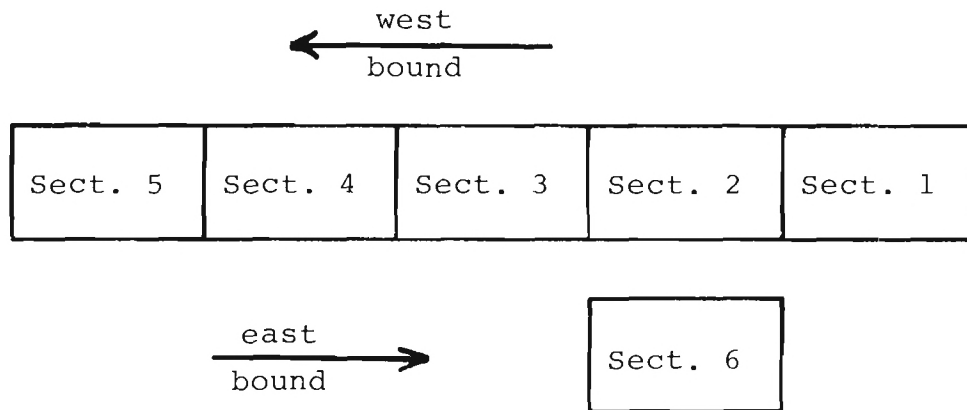 west
bound
Sect. 5 Sect. 4 Sect. 3 Sect. 2 Sect. 1
east
bound
Sect. 6